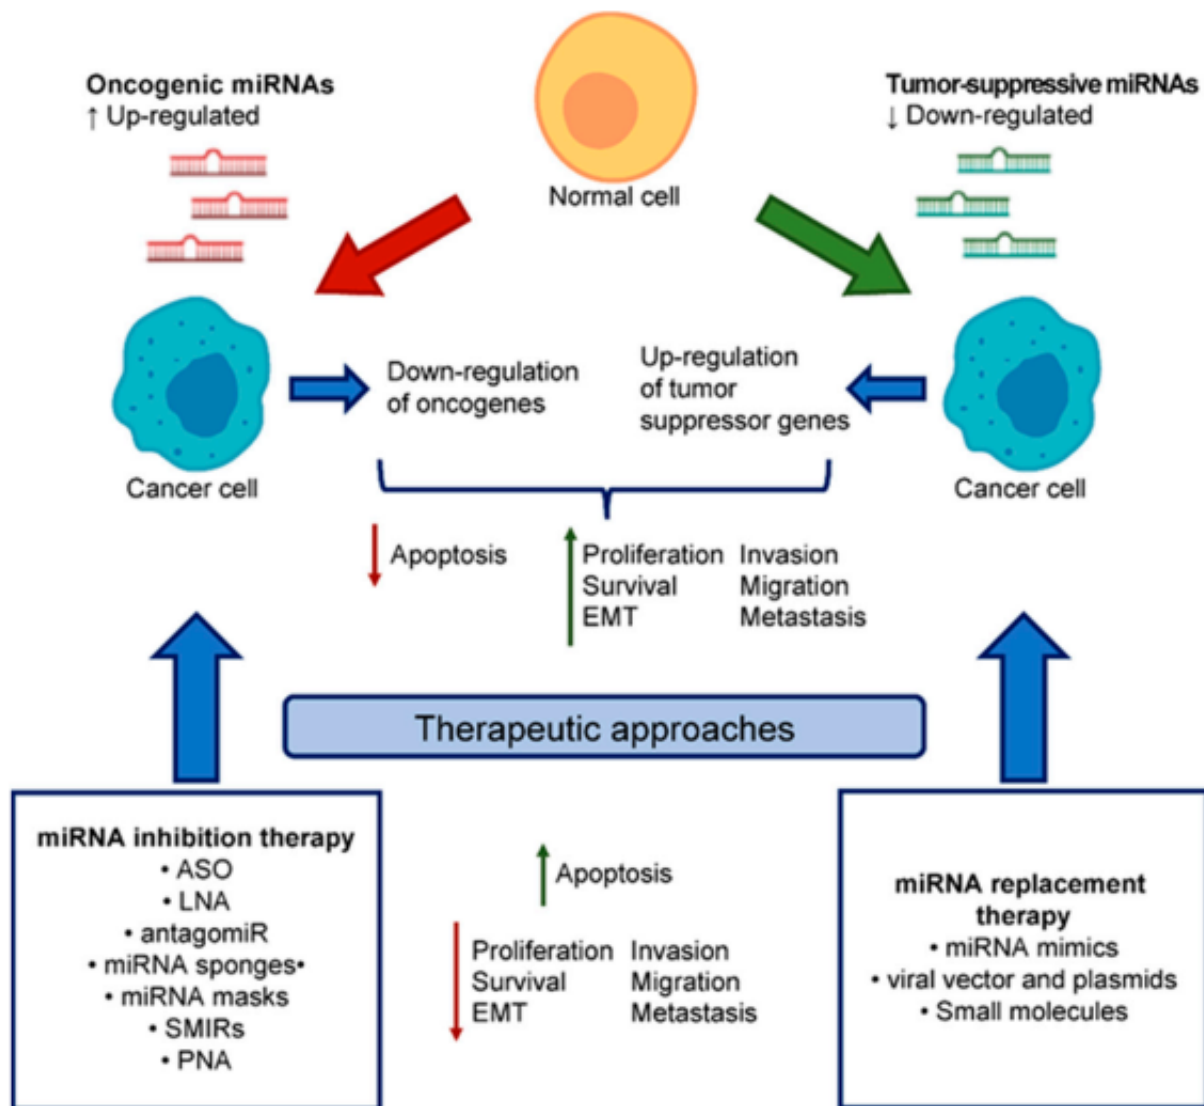 Oncogenic miRNAs
↑ Up-regulated
Normal cell
Tumor-suppressive miRNAs
↓ Down-regulated
Cancer cell
Down-regulation
of oncogenes
Up-regulation
of tumor
suppressor genes
Cancer cell
Apoptosis
Proliferation Invasion
Survival Migration
EMT Metastasis
Therapeutic approaches
miRNA inhibition therapy
• ASO
• LNA
• antagomiR
• miRNA sponges•
• miRNA masks
• SMIRs
• PNA
Apoptosis
Proliferation Invasion
Survival Migration
EMT Metastasis
miRNA replacement
therapy
• miRNA mimics
• viral vector and plasmids
• Small molecules